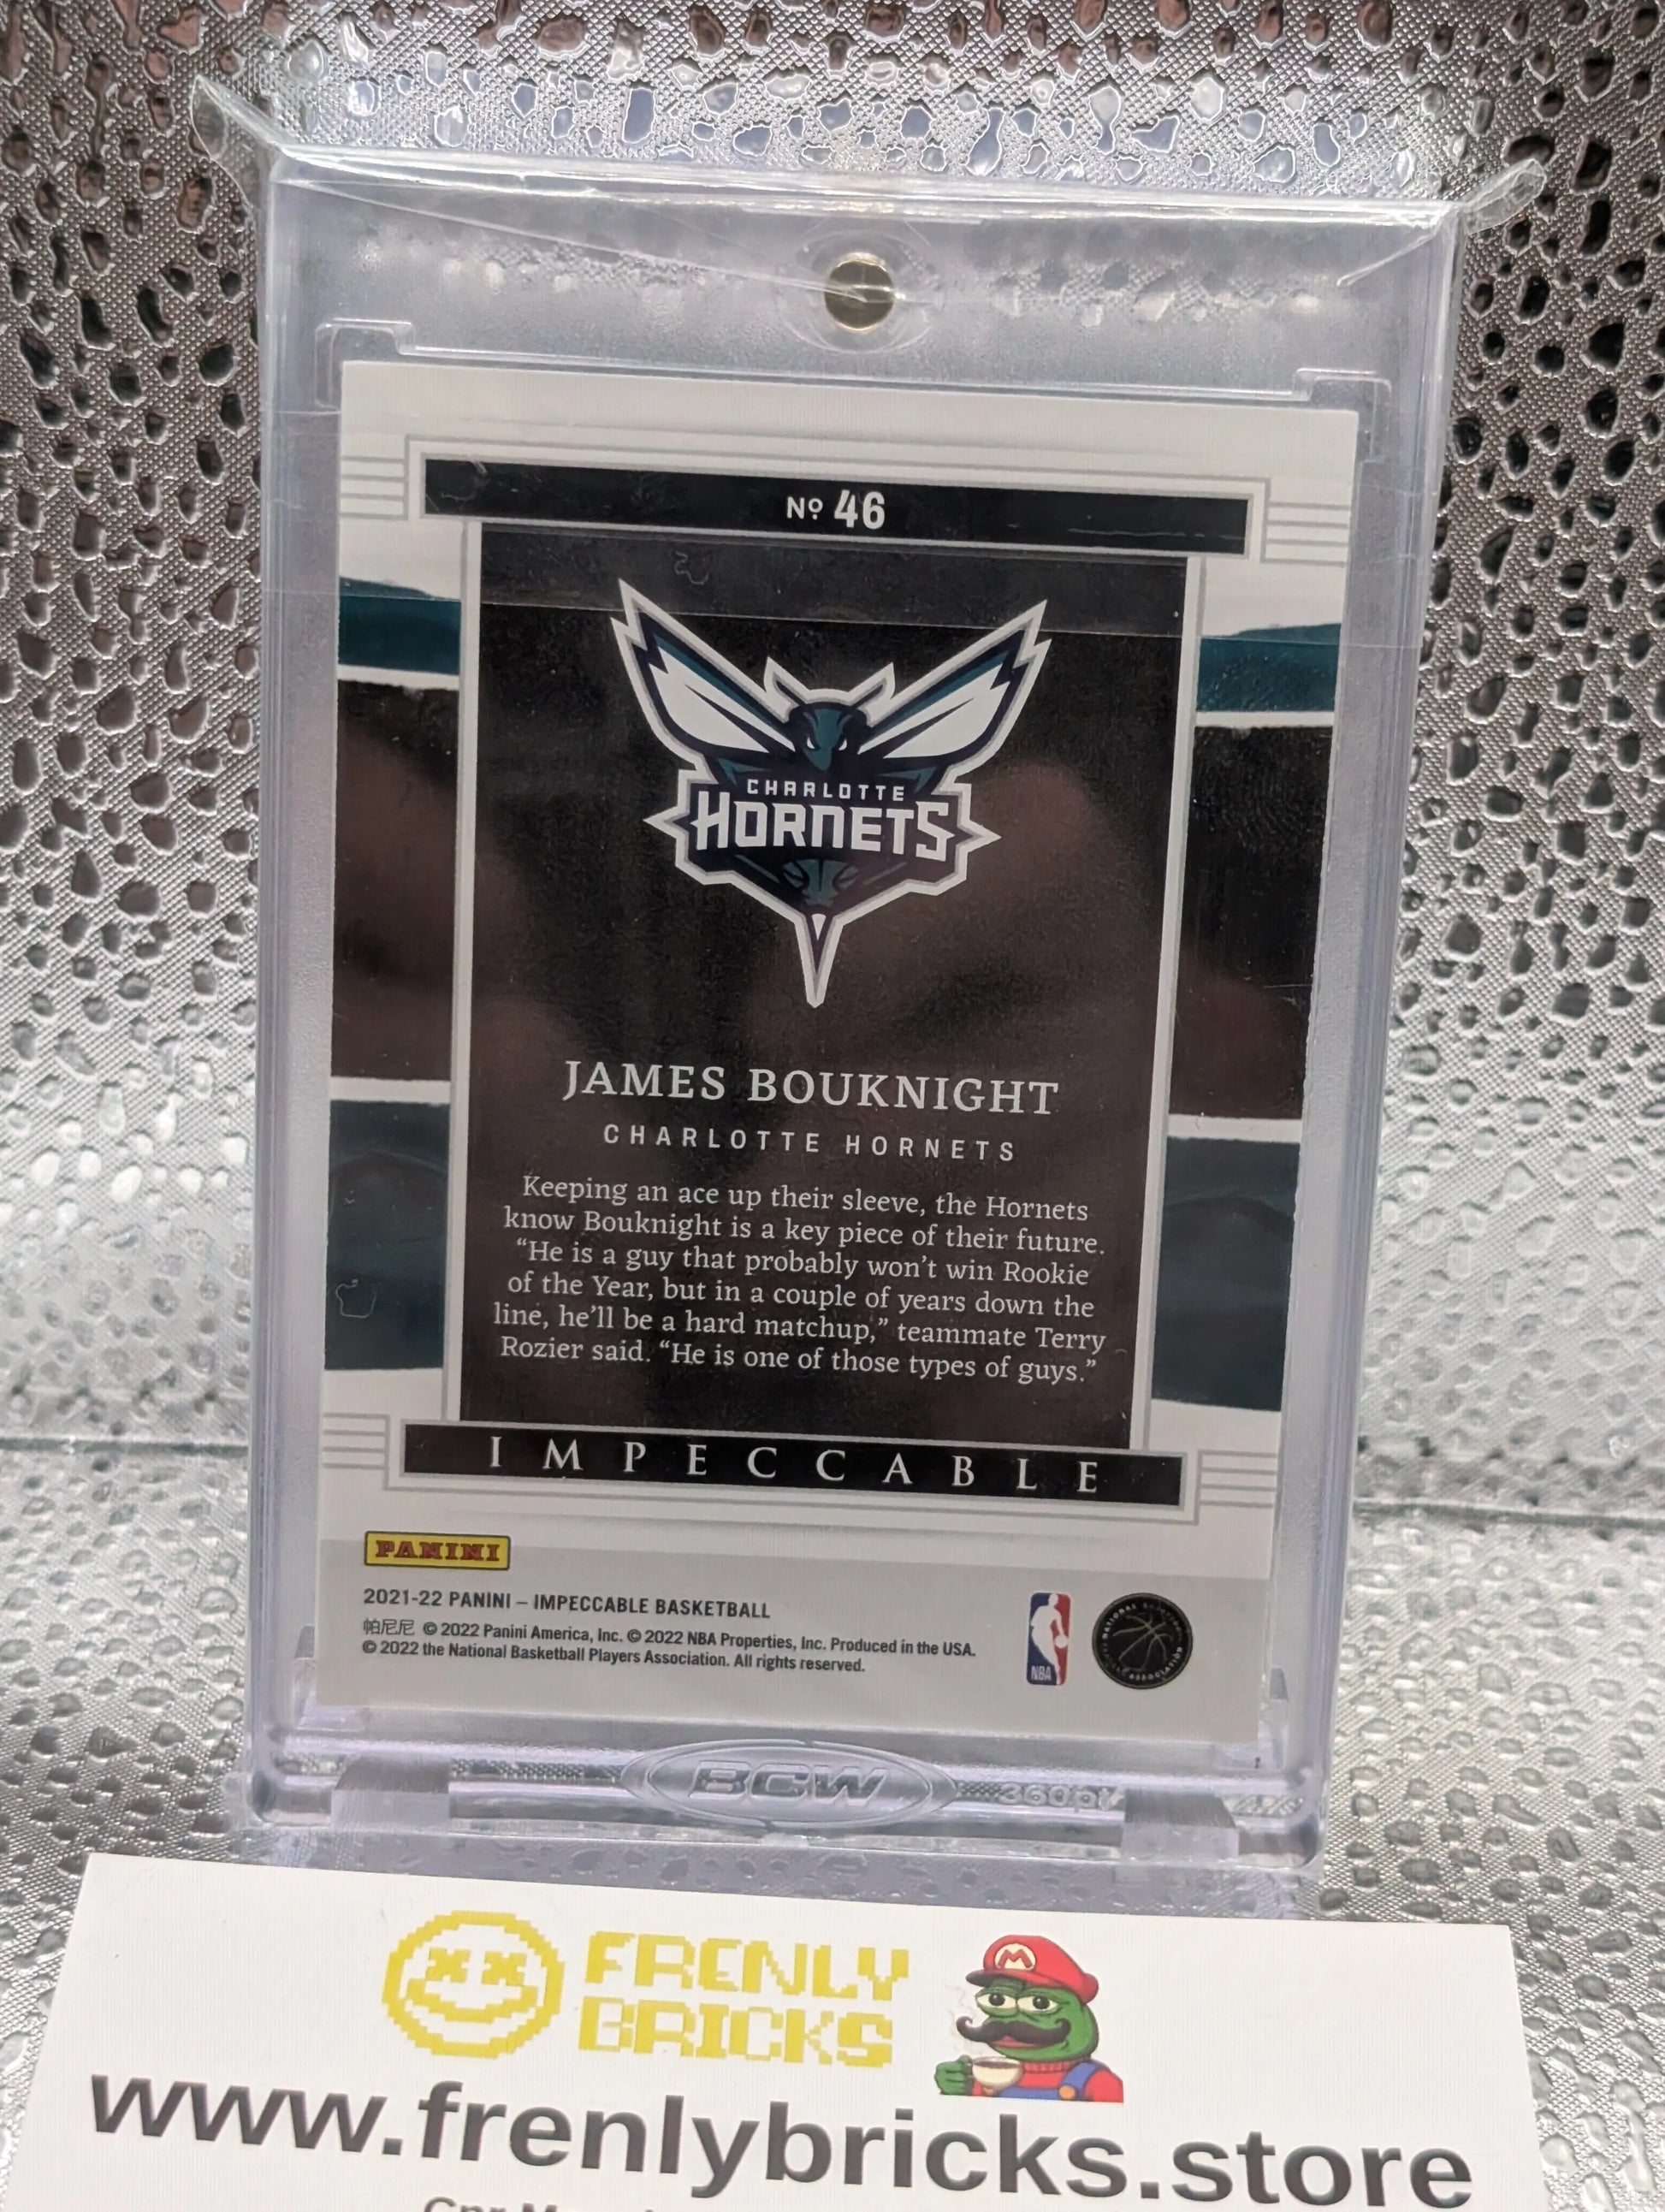 Nº 46
CHARLOTTE
HORNETS
JAMES BOUKNIGHT
CHARLOTTE HORNETS
Keeping an ace up their sleeve, the Hornets
know Bouknight is a key piece of their future.
“He is a guy that probably won’t win Rookie
of the Year, but in a couple of years down the
line, he’ll be a hard matchup,” teammate Terry
Rozier said. “He is one of those types of guys.”
IMPECCABLE
PANINI
2021-22 PANINI – IMPECCABLE BASKETBALL
帕尼尼 © 2022 Panini America, Inc. © 2022 NBA Properties, Inc. Produced in the USA.
© 2022 the National Basketball Players Association. All rights reserved.
NBA
BCW
360pt
FRENLY
BRICKS
M
www.frenlybricks.store